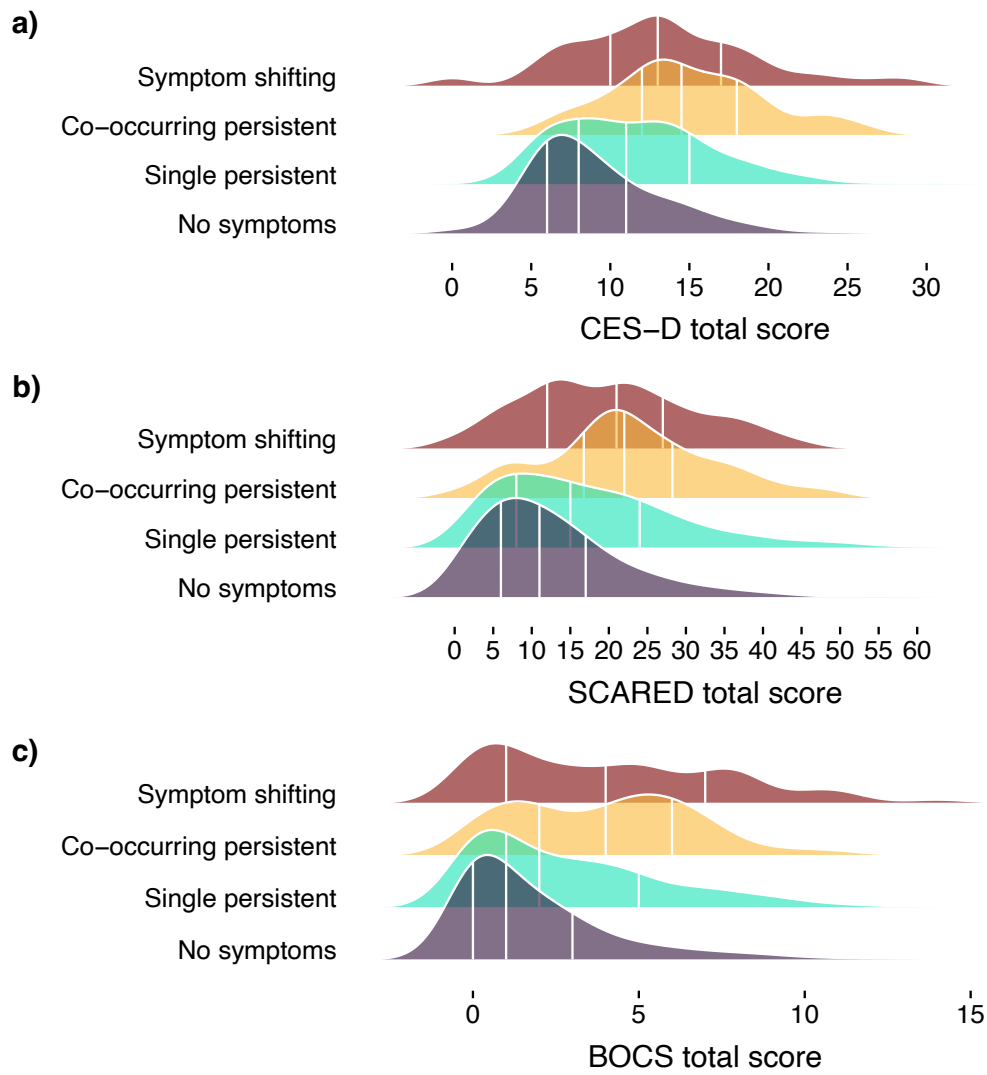 a)
Symptom shifting
Co−occurring persistent
Single persistent
No symptoms
0 5 10 15 20 25 30
CES−D total score
b)
Symptom shifting
Co−occurring persistent
Single persistent
No symptoms
0 5 10 15 20 25 30 35 40 45 50 55 60
SCARED total score
c)
Symptom shifting
Co−occurring persistent
Single persistent
No symptoms
0 5 10 15
BOCS total score